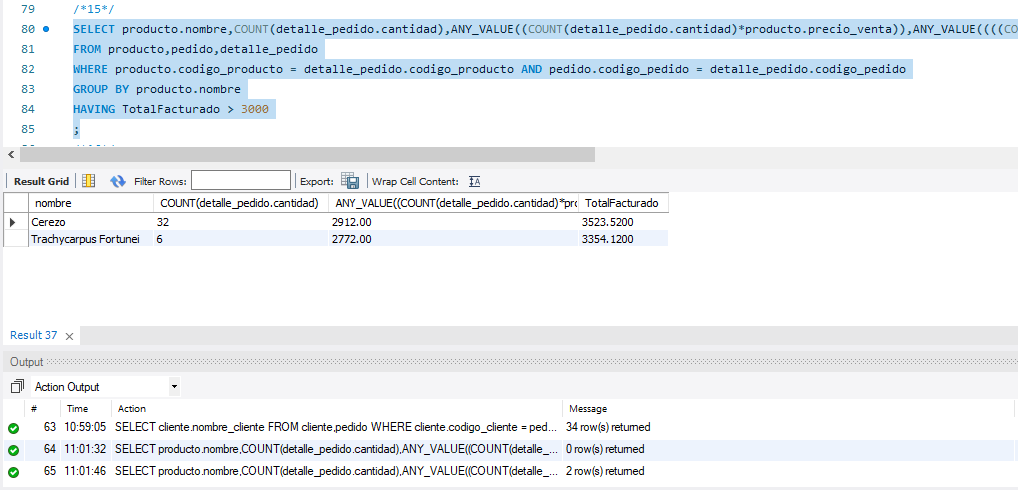 79 /*15*/
80 SELECT producto.nombre,COUNT(detalle_pedido.cantidad),ANY_VALUE((COUNT(detalle_pedido.cantidad)*producto.precio_venta)),ANY_VALUE((((CO
81 FROM producto,pedido,detalle_pedido
82 WHERE producto.codigo_producto = detalle_pedido.codigo_producto AND pedido.codigo_pedido = detalle_pedido.codigo_pedido
83 GROUP BY producto.nombre
84 HAVING TotalFacturado > 3000
85 ;
Result Grid Filter Rows: Export: Wrap Cell Content: IA
nombre COUNT(detalle_pedido.cantidad) ANY_VALUE((COUNT(detalle_pedido.cantidad)*pro TotalFacturado
Cerezo 32 2912.00 3523.5200
Trachycarpus Fortunei 6 2772.00 3354.1200
Result 37
Output
Action Output
# Time Action Message
63 10:59:05 SELECT cliente.nombre_cliente FROM cliente,pedido WHERE cliente.codigo_cliente = ped... 34 row(s) returned
64 11:01:32 SELECT producto.nombre,COUNT(detalle_pedido.cantidad),ANY_VALUE((COUNT(detalle_... 0 row(s) returned
65 11:01:46 SELECT producto.nombre,COUNT(detalle_pedido.cantidad),ANY_VALUE((COUNT(detalle_... 2 row(s) returned